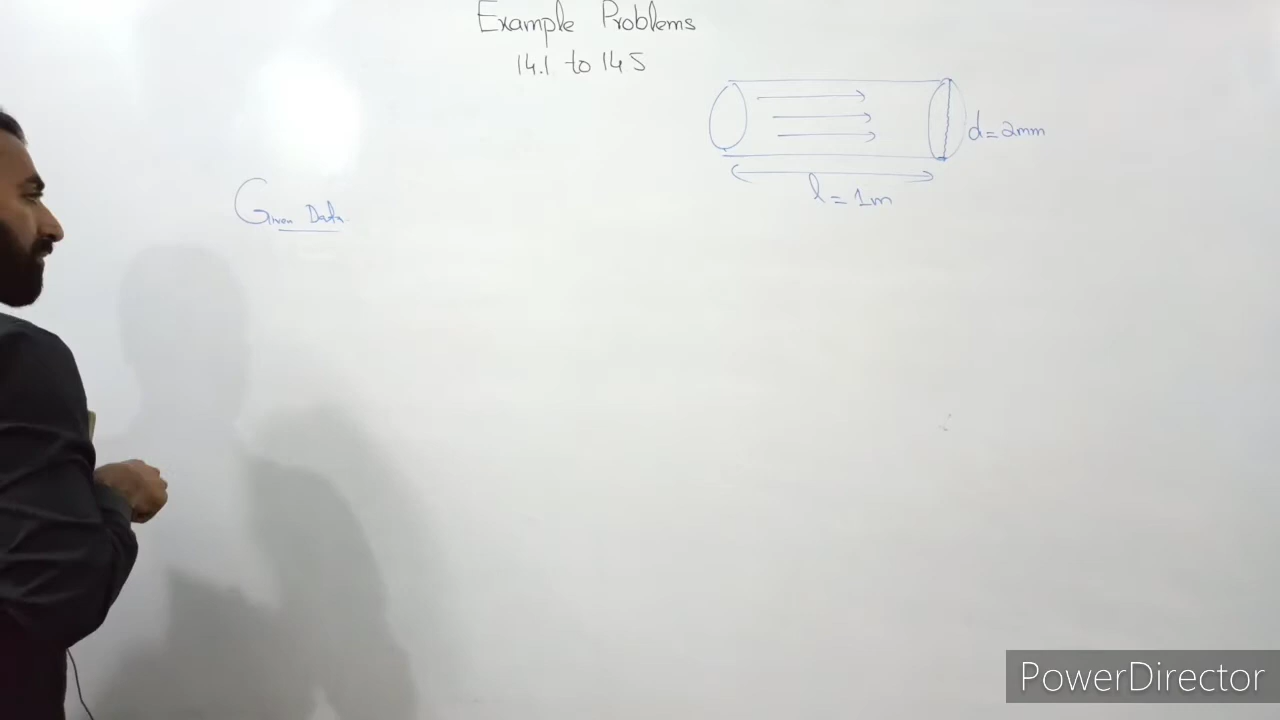 Example Problems
14.1 to 14 5
d = 2mm
l = 1m
Given Data
PowerDirector